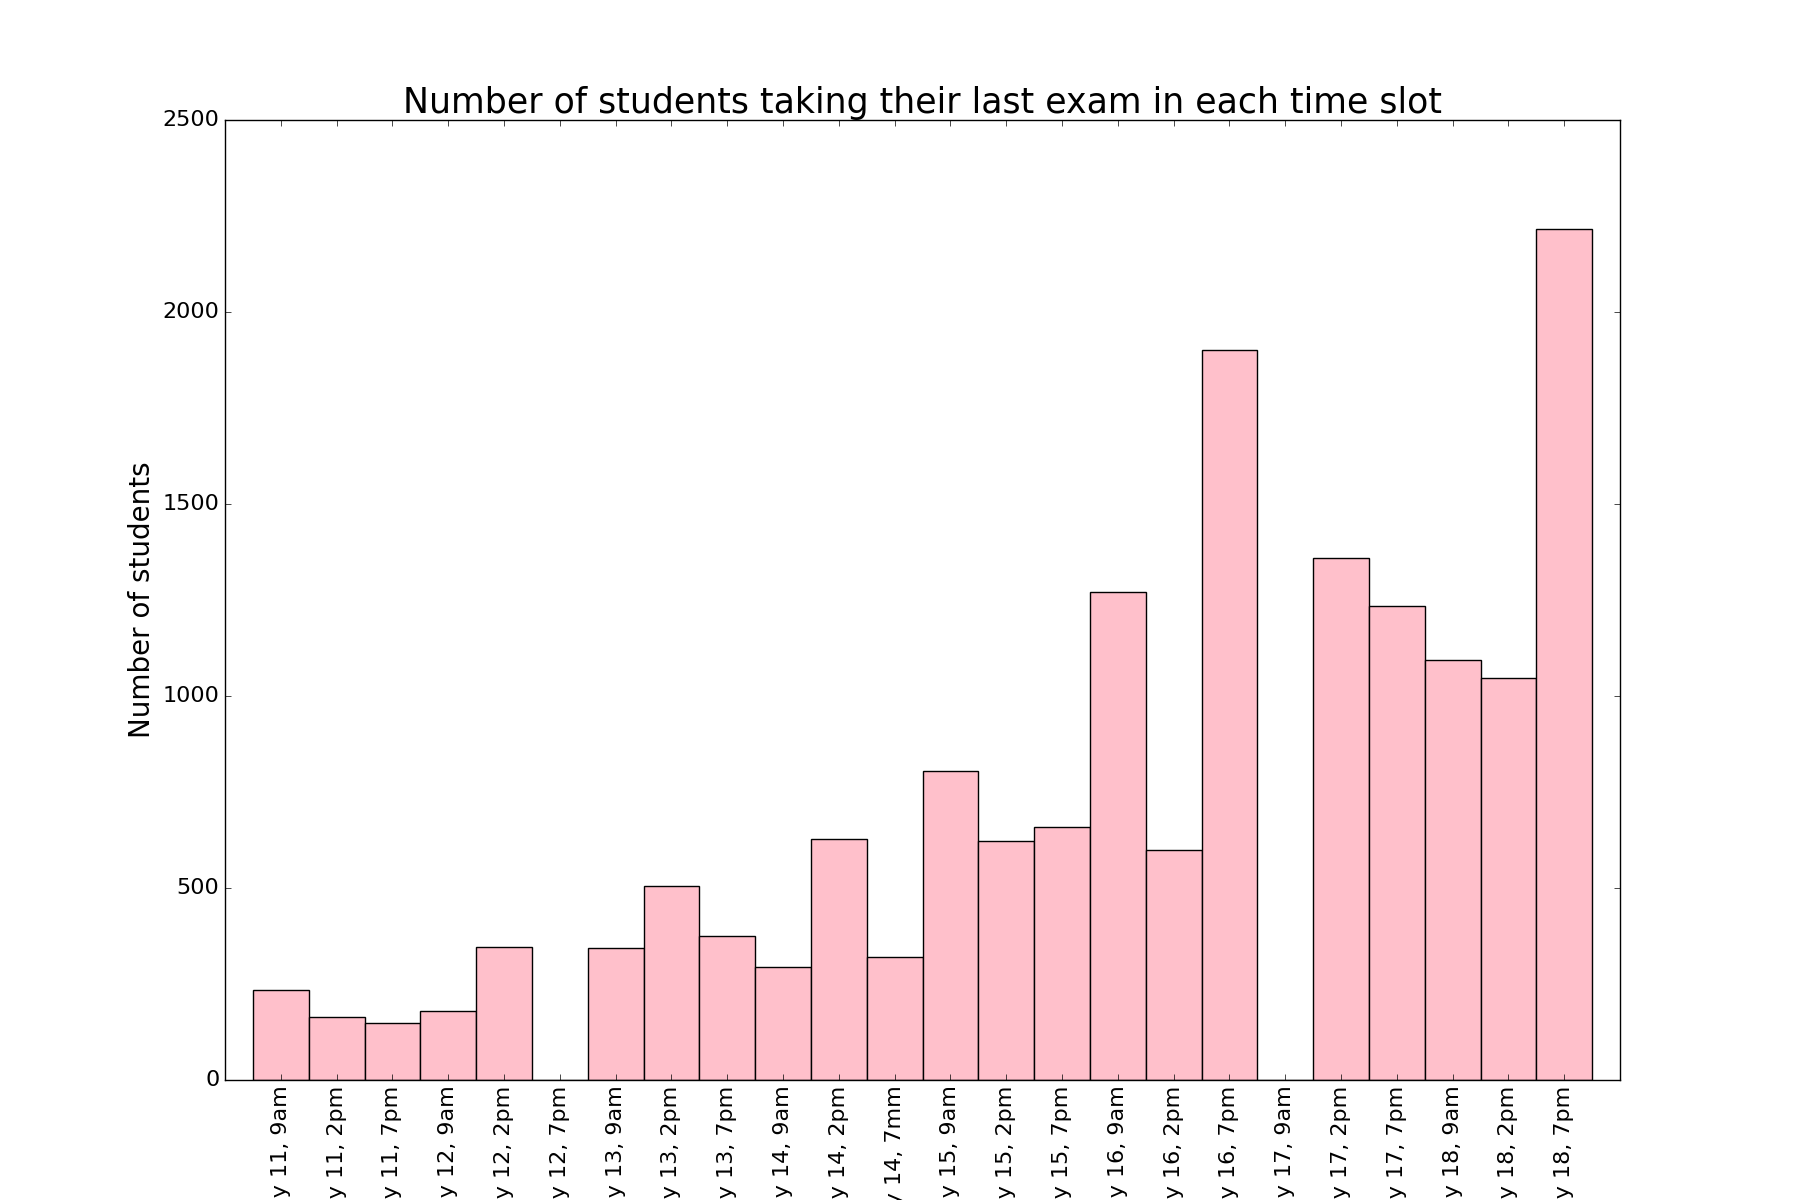 Number of students taking their last exam in each time slot
Number of students
2500
2000
1500
1000
500
0
y 11, 9am
y 11, 2pm
y 11, 7pm
y 12, 9am
y 12, 2pm
y 12, 7pm
y 13, 9am
y 13, 2pm
y 13, 7pm
y 14, 9am
y 14, 2pm
y 14, 7mm
y 15, 9am
y 15, 2pm
y 15, 7pm
y 16, 9am
y 16, 2pm
y 16, 7pm
y 17, 9am
y 17, 2pm
y 17, 7pm
y 18, 9am
y 18, 2pm
y 18, 7pm